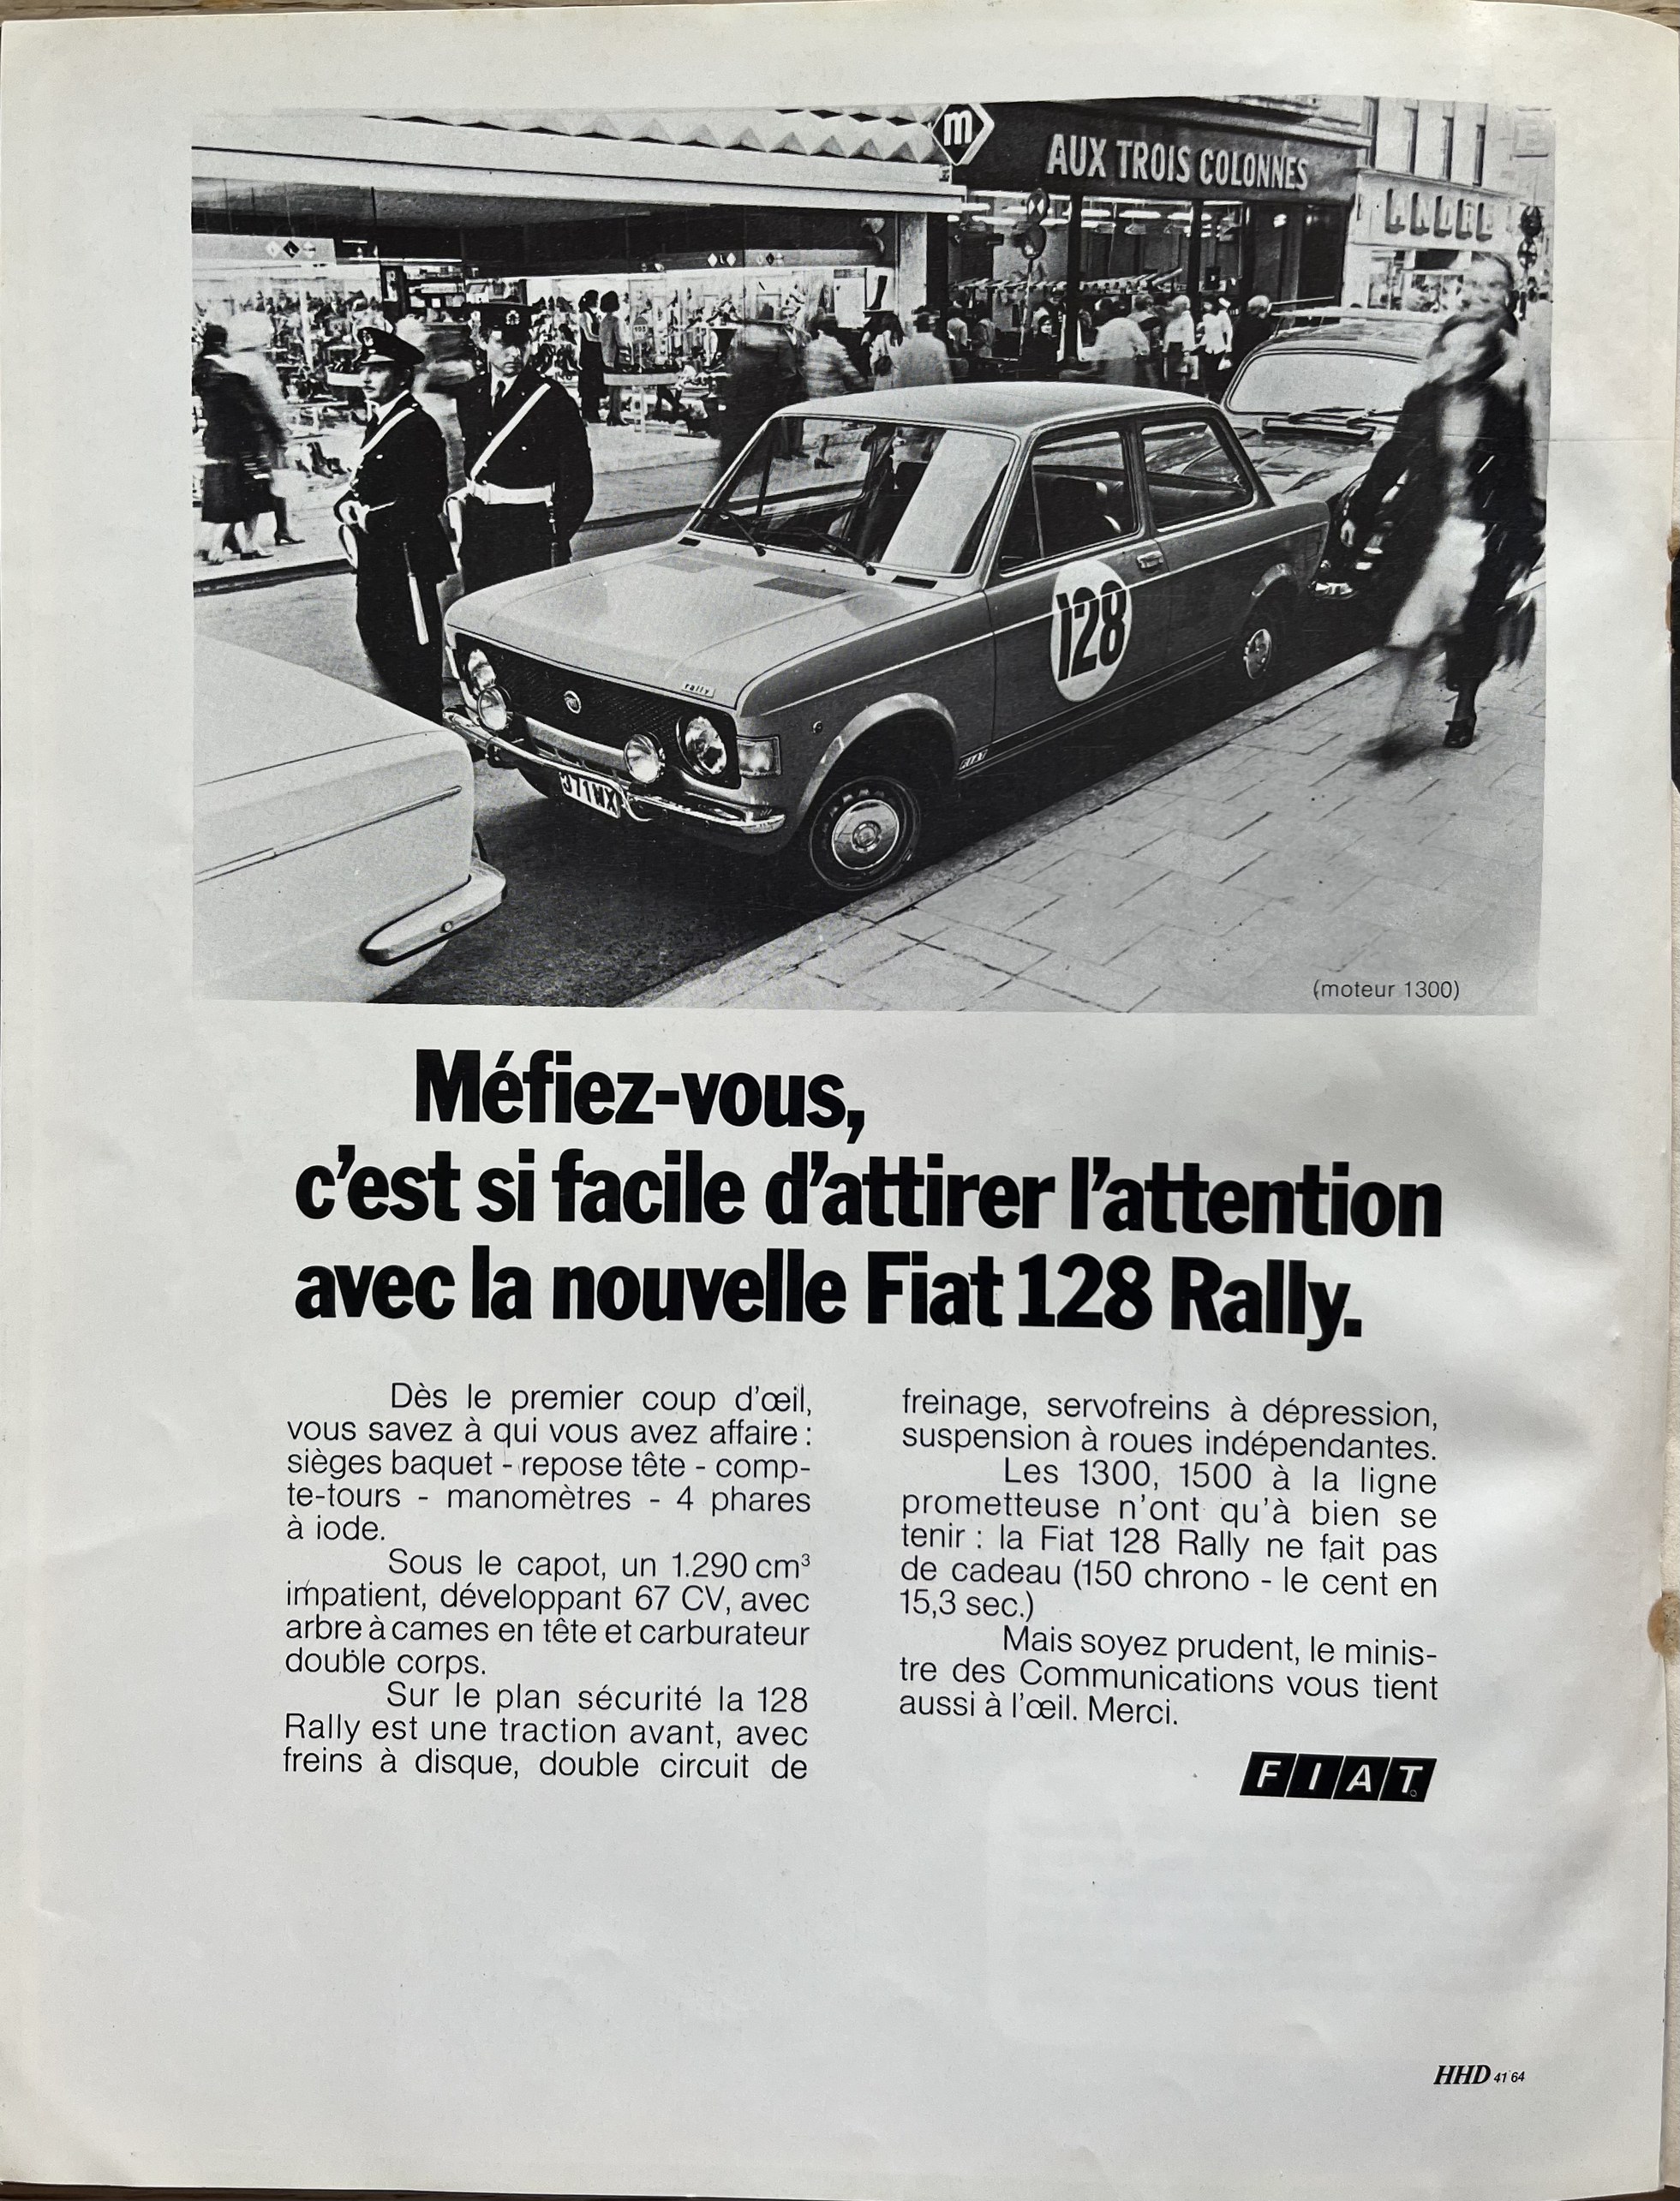 m
AUX TROIS COLONNES
ANDRE
128
rally
FIAT
371WX
(moteur 1300)
Méfiez-vous,
c'est si facile d'attirer l'attention
avec la nouvelle Fiat 128 Rally.
Dès le premier coup d'œil,
vous savez à qui vous avez affaire :
sièges baquet - repose tête - comp-
te-tours - manomètres - 4 phares
à iode.
Sous le capot, un 1.290 cm³
impatient, développant 67 CV, avec
arbre à cames en tête et carburateur
double corps.
Sur le plan sécurité la 128
Rally est une traction avant, avec
freins à disque, double circuit de
freinage, servofreins à dépression,
suspension à roues indépendantes.
Les 1300, 1500 à la ligne
prometteuse n'ont qu'à bien se
tenir : la Fiat 128 Rally ne fait pas
de cadeau (150 chrono - le cent en
15,3 sec.)
Mais soyez prudent, le minis-
tre des Communications vous tient
aussi à l'œil. Merci.
FIAT
HHD 41 64